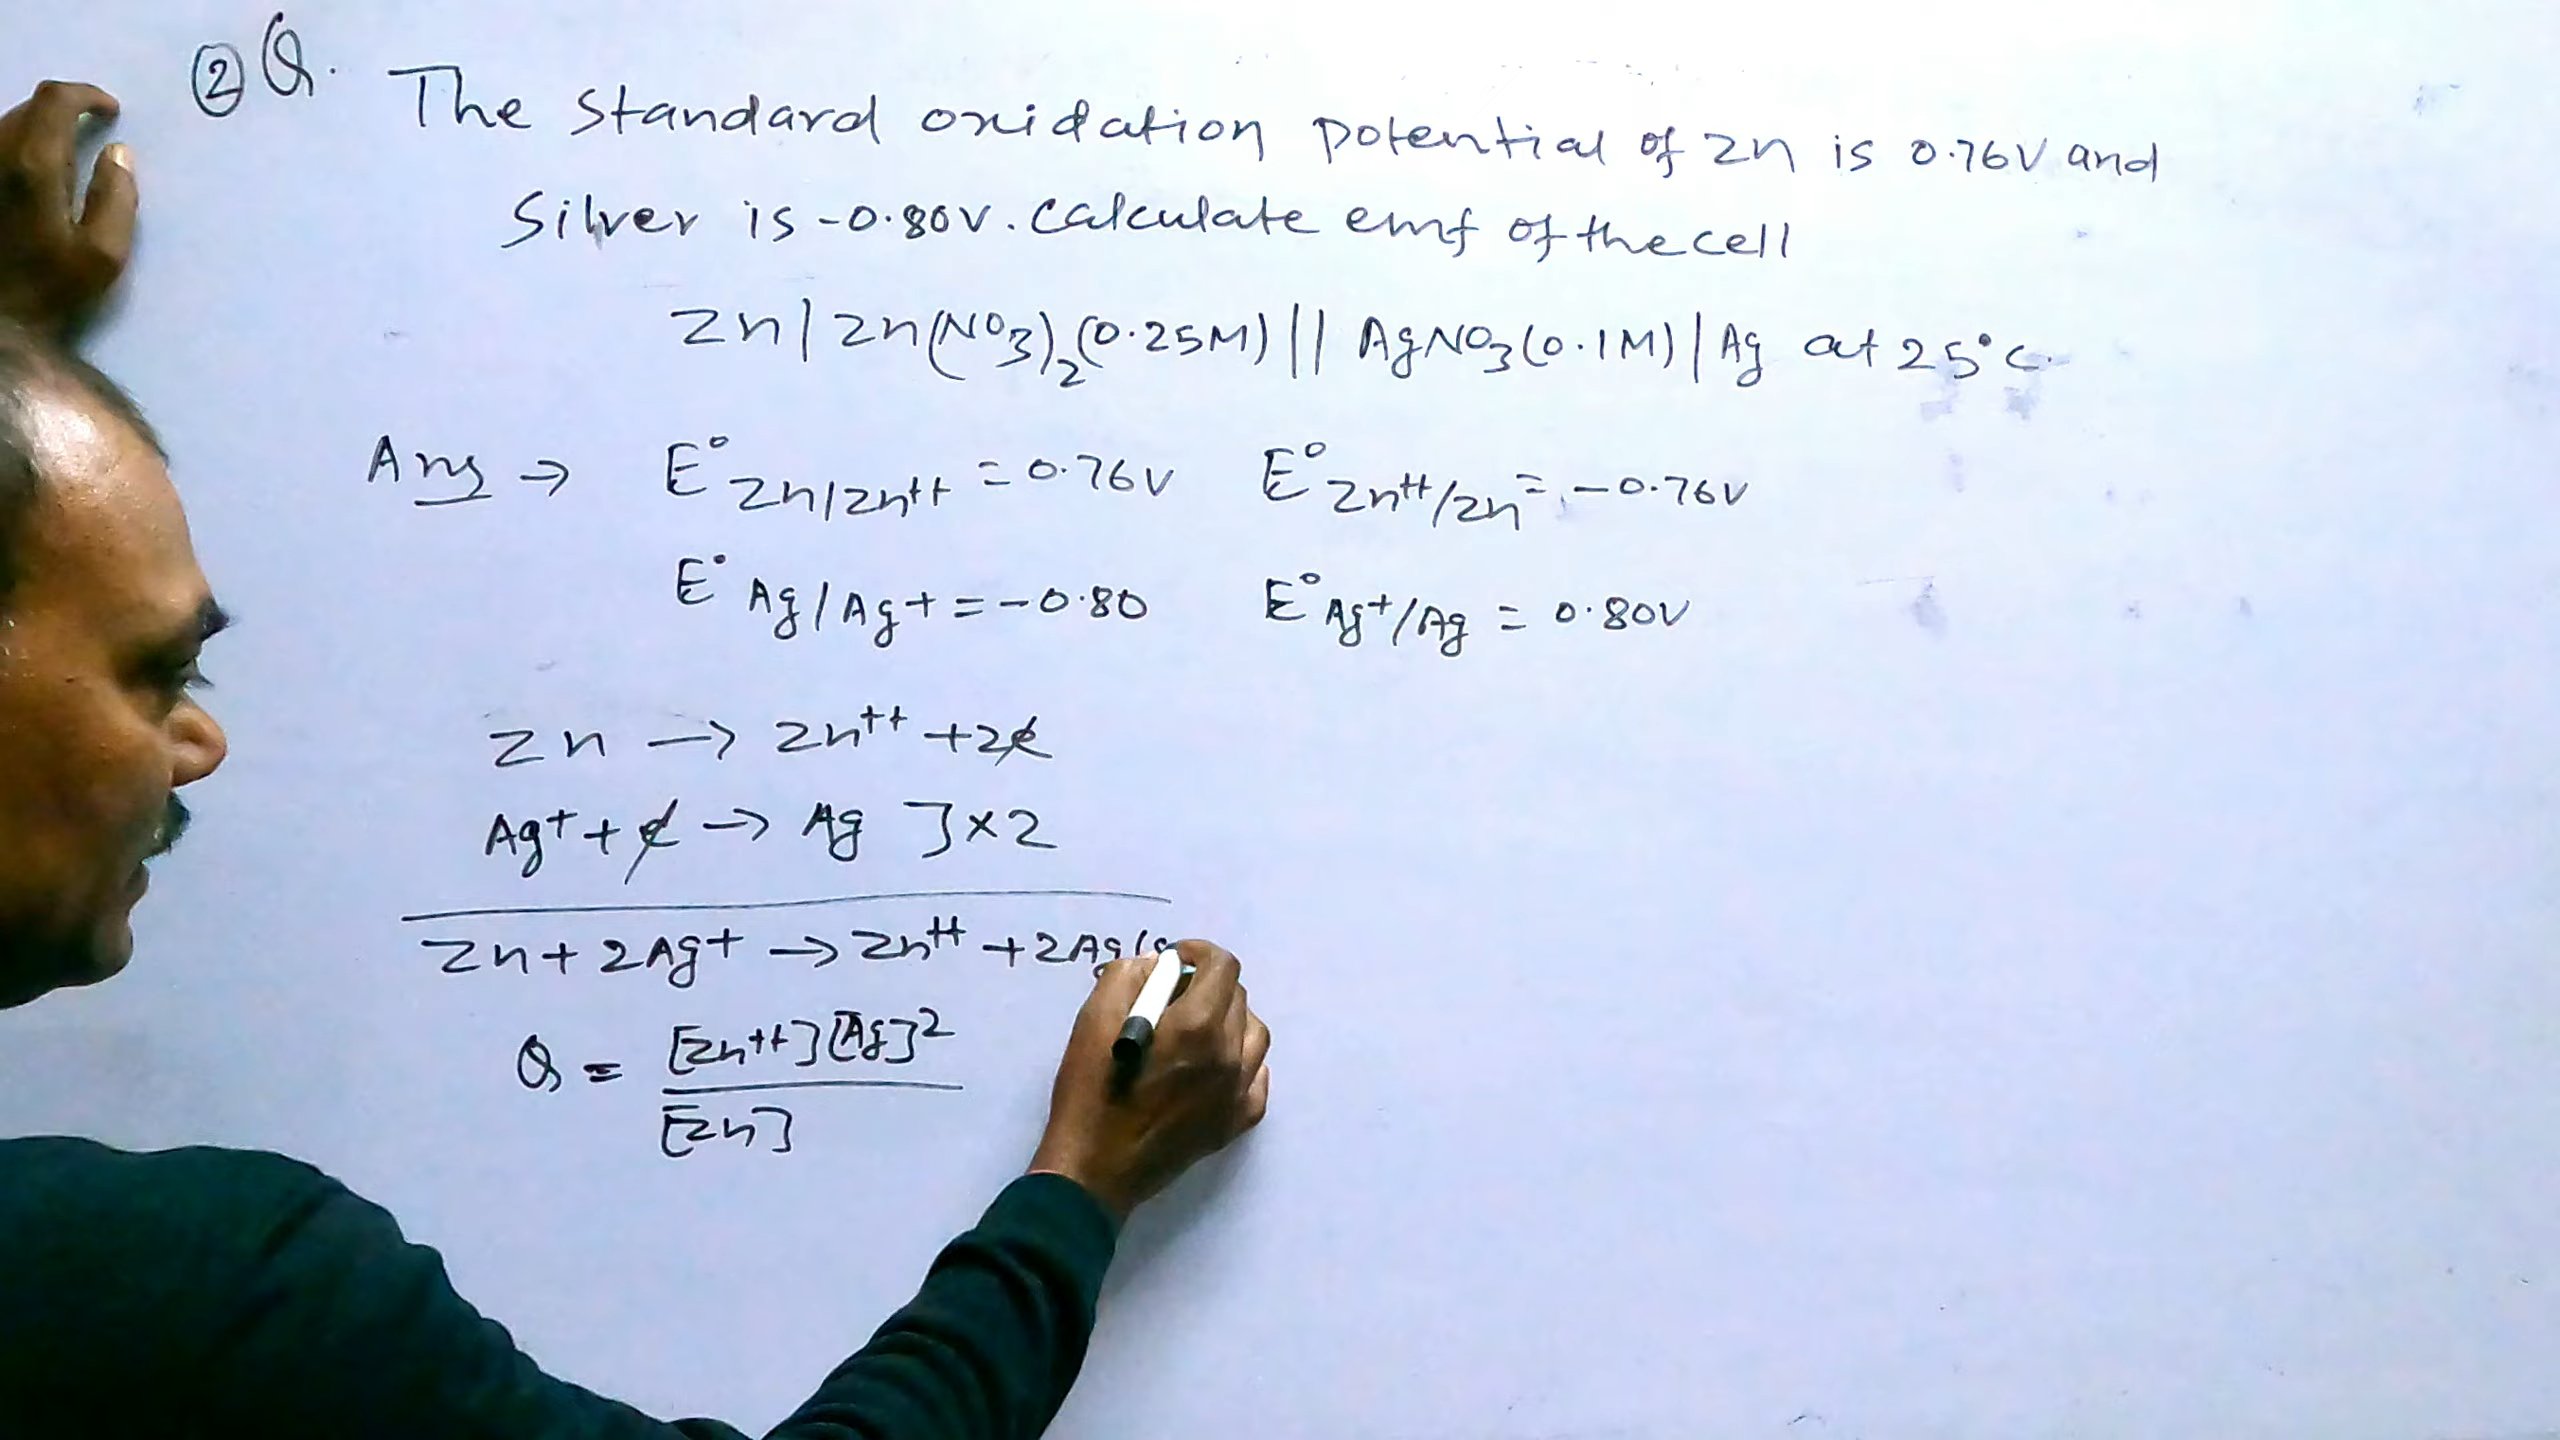 ② Q. The Standard oxidation potential of Zn is 0.76V and
Silver is -0.80V. Calculate emf of the cell
Zn | Zn(NO3)2 (0.25M) || AgNO3 (0.1M) | Ag at 25°C.
Ans → E° Zn/Zn++ = 0.76V E° Zn++/Zn = -0.76V
E° Ag/Ag+ = -0.80 E° Ag+/Ag = 0.80V
Zn → Zn++ + 2e
Ag+ + e → Ag ] × 2
Zn + 2Ag+ → Zn++ + 2Ag(s
Q = [Zn++][Ag]2
[Zn]